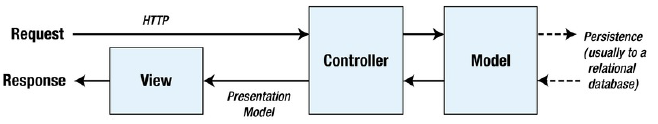 HTTP
Request
Response
View
Presentation
Model
Controller
Model
Persistence
(usually to a
relational
database)